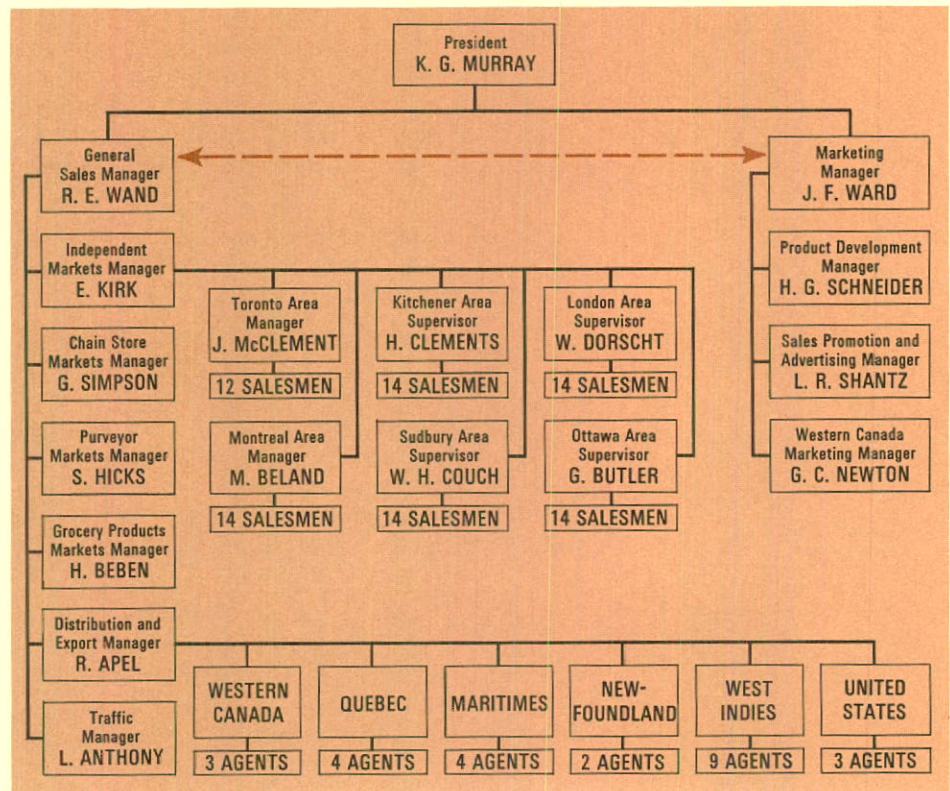 President
K. G. MURRAY
General
Sales Manager
R. E. WAND
Marketing
Manager
J. F. WARD
Independent
Markets Manager
E. KIRK
Product Development
Manager
H. G. SCHNEIDER
Toronto Area
Manager
J. McCLEMENT
12 SALESMEN
Kitchener Area
Supervisor
H. CLEMENTS
14 SALESMEN
London Area
Supervisor
W. DORSCHT
14 SALESMEN
Chain Store
Markets Manager
G. SIMPSON
Sales Promotion and
Advertising Manager
L. R. SHANTZ
Purveyor
Markets Manager
S. HICKS
Montreal Area
Manager
M. BELAND
14 SALESMEN
Sudbury Area
Supervisor
W. H. COUCH
14 SALESMEN
Ottawa Area
Supervisor
G. BUTLER
14 SALESMEN
Western Canada
Marketing Manager
G. C. NEWTON
Grocery Products
Markets Manager
H. BEBEN
Distribution and
Export Manager
R. APEL
WESTERN
CANADA
3 AGENTS
QUEBEC
4 AGENTS
MARITIMES
4 AGENTS
NEW-
FOUNDLAND
2 AGENTS
WEST
INDIES
9 AGENTS
UNITED
STATES
3 AGENTS
Traffic
Manager
L. ANTHONY